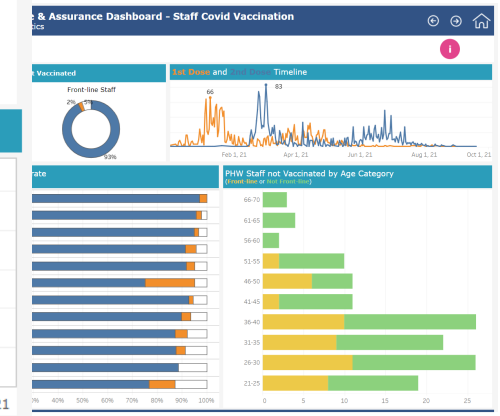 & Assurance Dashboard - Staff Covid Vaccination
tics
i
t Vaccinated
1st Dose and 2nd Dose Timeline
Front-line Staff
2% 5%
93%
66
83
Feb 1, 21 Apr 1, 21 Jun 1, 21 Aug 1, 21 Oct 1, 21
rate
PHW Staff not Vaccinated by Age Category
(Front-line or Not Front-line)
66-70
61-65
56-60
51-55
46-50
41-45
36-40
31-35
26-30
21-25
30% 40% 50% 60% 70% 80% 90% 100%
0 5 10 15 20 25
21